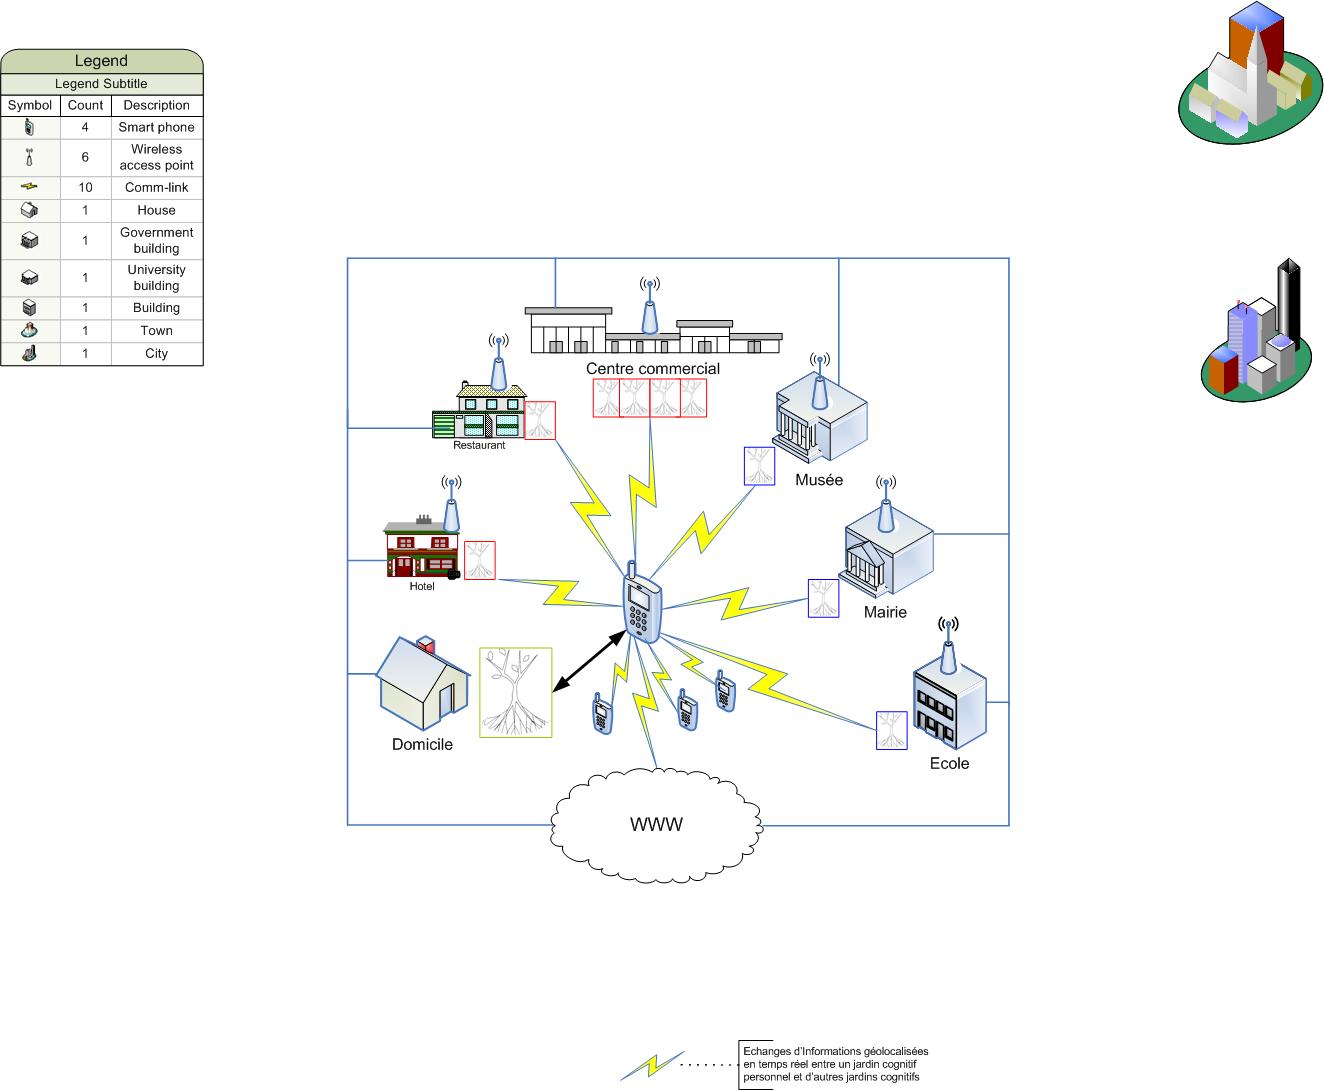 Legend
Legend Subtitle
Symbol Count Description
4 Smart phone
6 Wireless
access point
10 Comm-link
1 House
1 Government
building
1 University
building
1 Building
1 Town
1 City
Centre commercial
Restaurant
Musée
Hotel
Mairie
Domicile
Ecole
WWW
Echanges d'Informations géolocalisées
en temps réel entre un jardin cognitif
personnel et d'autres jardins cognitifs